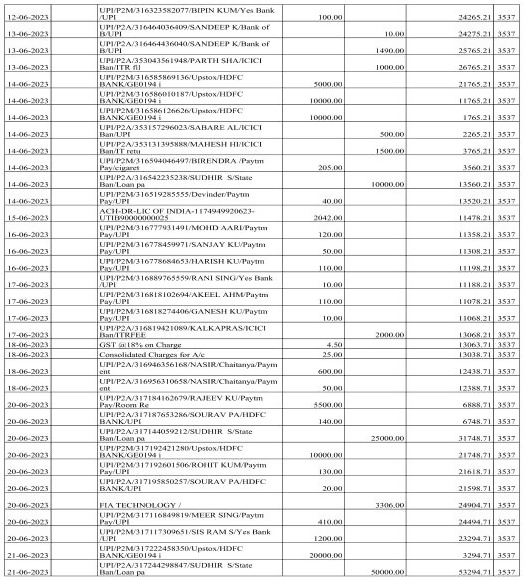 12-06-2023 UPI/P2M/316323582077/BIPIN KUM/Yes Bank /UPI 100.00 24265.21 3537
13-06-2023 UPI/P2A/316464036409/SANDEEP K/Bank of B/UPI 10.00 24275.21 3537
13-06-2023 UPI/P2A/316464436040/SANDEEP K/Bank of B/UPI 1490.00 25765.21 3537
13-06-2023 UPI/P2A/353043561948/PARTH SHA/ICICI Ban/ITR fil 1000.00 26765.21 3537
14-06-2023 UPI/P2M/316585869136/Upstox/HDFC BANK/GE0194 i 5000.00 21765.21 3537
14-06-2023 UPI/P2M/316586010187/Upstox/HDFC BANK/GE0194 i 10000.00 11765.21 3537
14-06-2023 UPI/P2M/316586126626/Upstox/HDFC BANK/GE0194 i 10000.00 1765.21 3537
14-06-2023 UPI/P2A/353157296023/SABARE AL/ICICI Ban/UPI 500.00 2265.21 3537
14-06-2023 UPI/P2A/353131395888/MAHESH HI/ICICI Ban/IT retu 1500.00 3765.21 3537
14-06-2023 UPI/P2M/316594046497/BIRENDRA /Paytm Pay/cigaret 205.00 3560.21 3537
14-06-2023 UPI/P2A/316542235238/SUDHIR S/State Ban/Loan pa 10000.00 13560.21 3537
14-06-2023 UPI/P2M/316519285555/Devinder/Paytm Pay/UPI 40.00 13520.21 3537
15-06-2023 ACH-DR-LIC OF INDIA-1174949920623-UTIB90000000025 2042.00 11478.21 3537
16-06-2023 UPI/P2M/316777931491/MOHD AARI/Paytm Pay/UPI 120.00 11358.21 3537
16-06-2023 UPI/P2M/316778459971/SANJAY KU/Paytm Pay/UPI 50.00 11308.21 3537
16-06-2023 UPI/P2M/316778684653/HARISH KU/Paytm Pay/UPI 110.00 11198.21 3537
17-06-2023 UPI/P2M/316889765559/RANI SING/Yes Bank /UPI 10.00 11188.21 3537
17-06-2023 UPI/P2M/316818102694/AKEEL AHM/Paytm Pay/UPI 110.00 11078.21 3537
17-06-2023 UPI/P2M/316818274406/GANESH KU/Paytm Pay/UPI 10.00 11068.21 3537
17-06-2023 UPI/P2A/316819421089/KALKAPRAS/ICICI Ban/ITRFEE 2000.00 13068.21 3537
18-06-2023 GST @18% on Charge 4.50 13063.71 3537
18-06-2023 Consolidated Charges for A/c 25.00 13038.71 3537
18-06-2023 UPI/P2A/316946356168/NASIR/Chaitanya/Paym ent 600.00 12438.71 3537
18-06-2023 UPI/P2A/316956310658/NASIR/Chaitanya/Paym ent 50.00 12388.71 3537
20-06-2023 UPI/P2A/317184162679/RAJEEV KU/Paytm Pay/Room Re 5500.00 6888.71 3537
20-06-2023 UPI/P2A/317187653286/SOURAV PA/HDFC BANK/UPI 140.00 6748.71 3537
20-06-2023 UPI/P2A/317144059212/SUDHIR S/State Ban/Loan pa 25000.00 31748.71 3537
20-06-2023 UPI/P2M/317192421280/Upstox/HDFC BANK/GE0194 i 10000.00 21748.71 3537
20-06-2023 UPI/P2M/317192601506/ROHIT KUM/Paytm Pay/UPI 130.00 21618.71 3537
20-06-2023 UPI/P2A/317195850257/SOURAV PA/HDFC BANK/UPI 20.00 21598.71 3537
20-06-2023 FIA TECHNOLOGY / 3306.00 24904.71 3537
20-06-2023 UPI/P2M/317116849819/MEER SING/Paytm Pay/UPI 410.00 24494.71 3537
20-06-2023 UPI/P2M/317117309651/SIS RAM S/Yes Bank /UPI 1200.00 23294.71 3537
21-06-2023 UPI/P2M/317222458350/Upstox/HDFC BANK/GE0194 i 20000.00 3294.71 3537
21-06-2023 UPI/P2A/317244298847/SUDHIR S/State Ban/Loan pa 50000.00 53294.71 3537